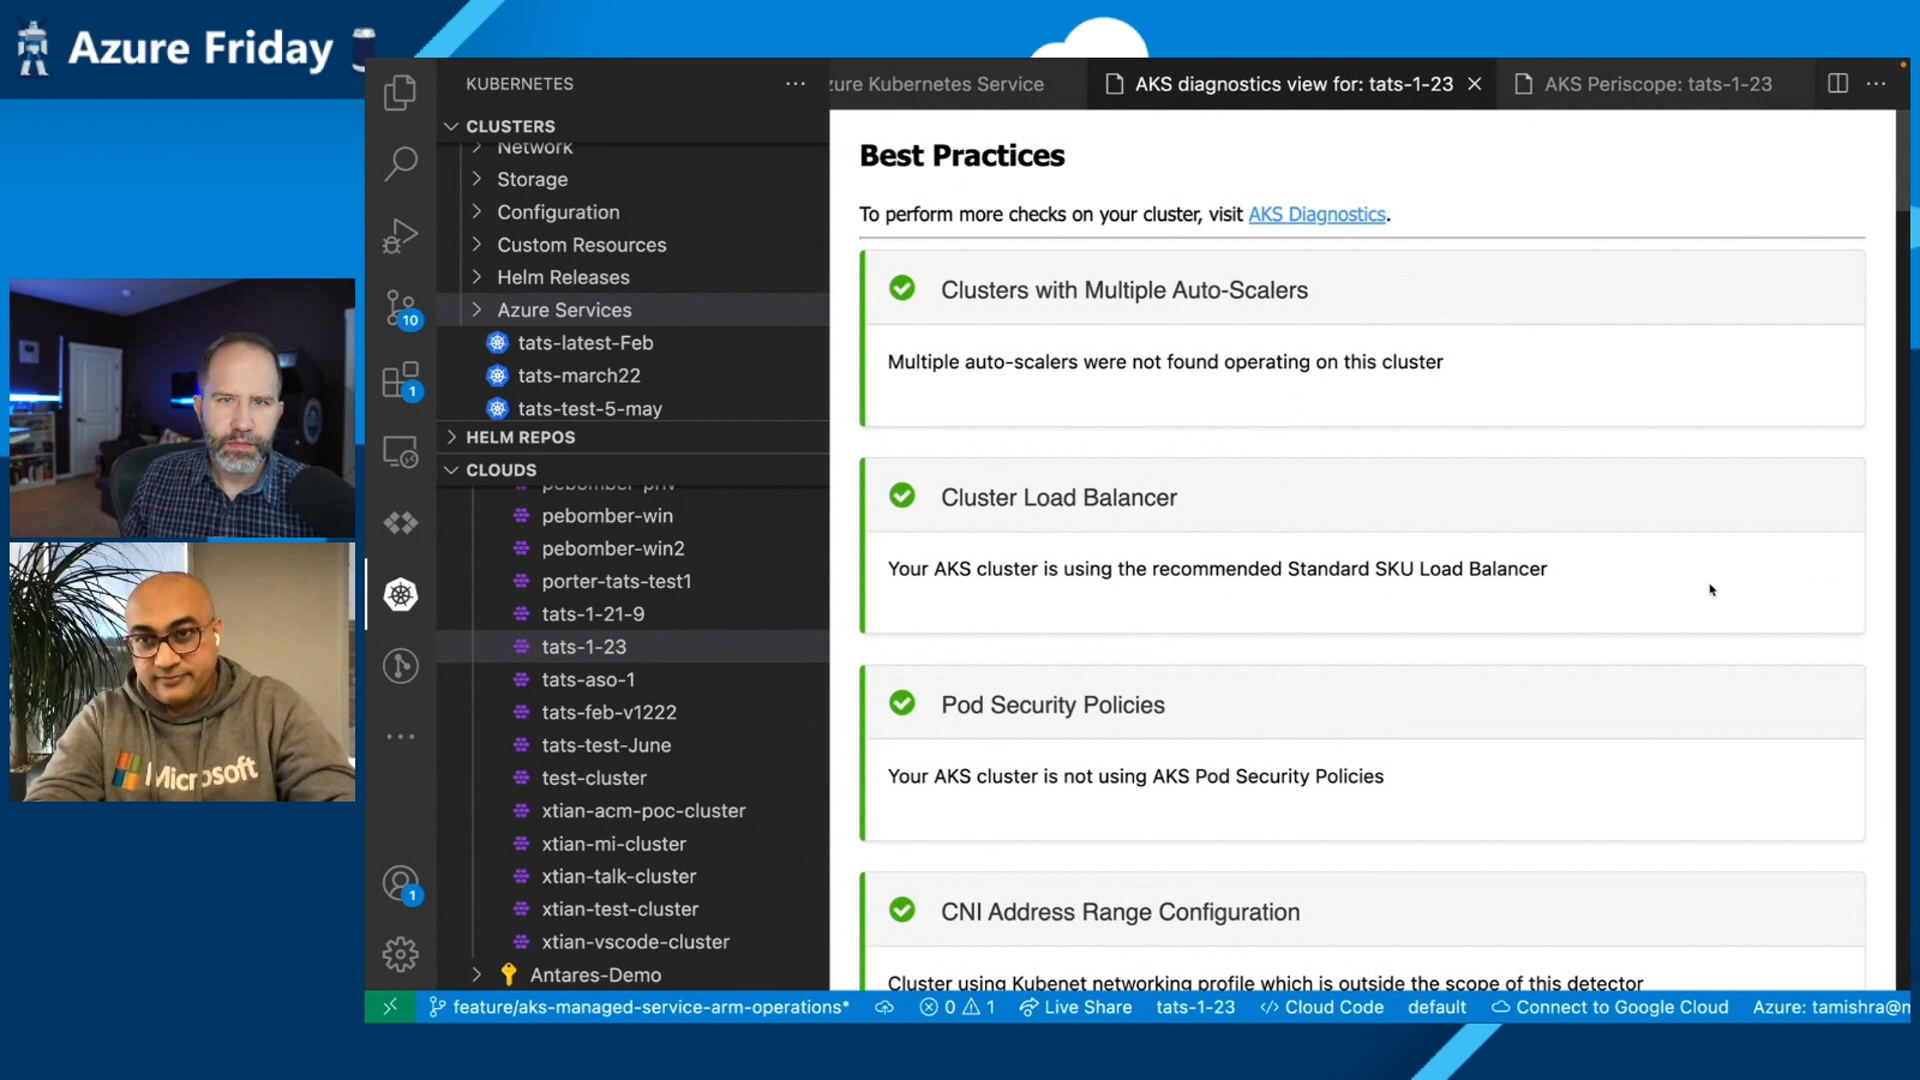 Azure Friday
KUBERNETES
CLUSTERS
Network
Storage
Configuration
Custom Resources
Helm Releases
Azure Services
tats-latest-Feb
tats-march22
tats-test-5-may
HELM REPOS
CLOUDS
pebomber-priv
pebomber-win
pebomber-win2
porter-tats-test1
tats-1-21-9
tats-1-23
tats-aso-1
tats-feb-v1222
tats-test-June
test-cluster
xtian-acm-poc-cluster
xtian-mi-cluster
xtian-talk-cluster
xtian-test-cluster
xtian-vscode-cluster
Antares-Demo
10
1
1
zure Kubernetes Service
AKS diagnostics view for: tats-1-23
AKS Periscope: tats-1-23
Best Practices
To perform more checks on your cluster, visit AKS Diagnostics.
Clusters with Multiple Auto-Scalers
Multiple auto-scalers were not found operating on this cluster
Cluster Load Balancer
Your AKS cluster is using the recommended Standard SKU Load Balancer
Pod Security Policies
Your AKS cluster is not using AKS Pod Security Policies
CNI Address Range Configuration
Cluster using Kubenet networking profile which is outside the scope of this detector
feature/aks-managed-service-arm-operations* 0 1 Live Share tats-1-23 Cloud Code default Connect to Google Cloud Azure: tamishra@m
Microsoft